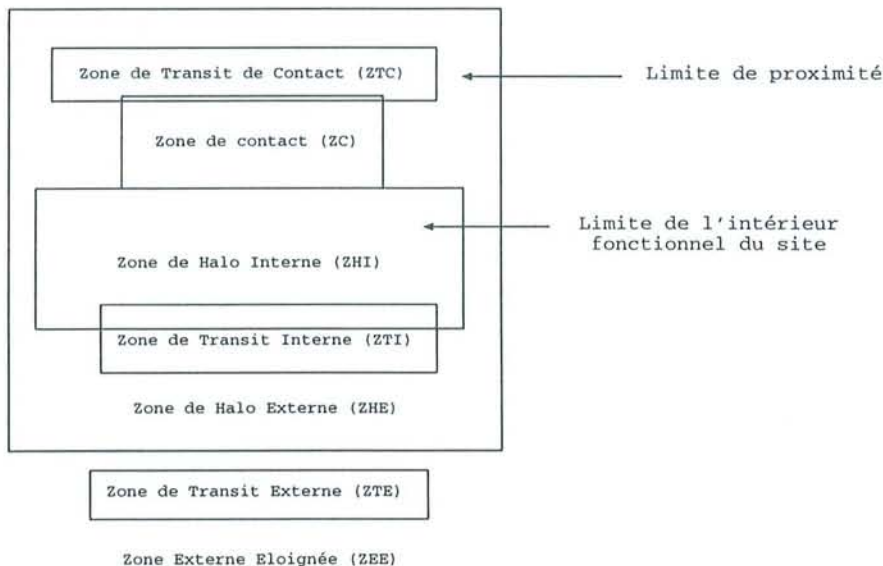 Zone de Transit de Contact (ZTC)
Limite de proximité
Zone de contact (ZC)
Limite de l'intérieur
fonctionnel du site
Zone de Halo Interne (ZHI)
Zone de Transit Interne (ZTI)
Zone de Halo Externe (ZHE)
Zone de Transit Externe (ZTE)
Zone Externe Eloignée (ZEE)